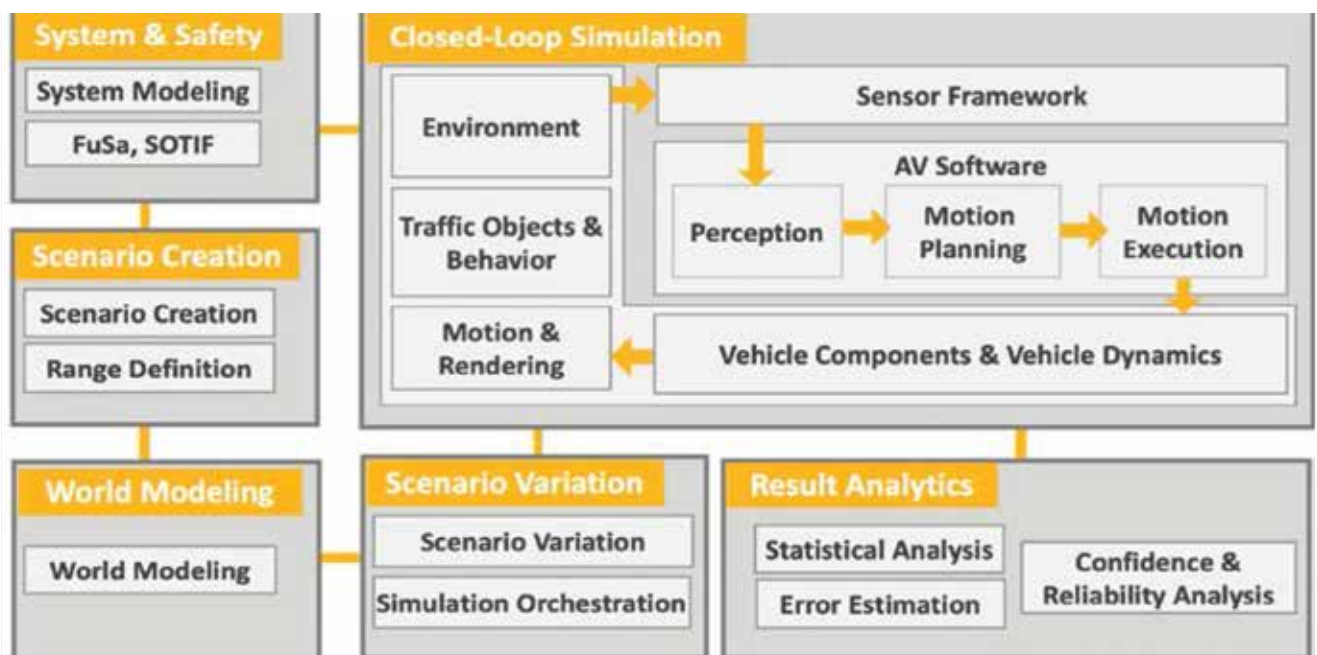 System & Safety
System Modeling
FuSa, SOTIF
Scenario Creation
Scenario Creation
Range Definition
World Modeling
World Modeling
Closed-Loop Simulation
Environment
Traffic Objects &
Behavior
Motion &
Rendering
Sensor Framework
AV Software
Perception
Motion
Planning
Motion
Execution
Vehicle Components & Vehicle Dynamics
Scenario Variation
Scenario Variation
Simulation Orchestration
Result Analytics
Statistical Analysis
Error Estimation
Confidence &
Reliability Analysis